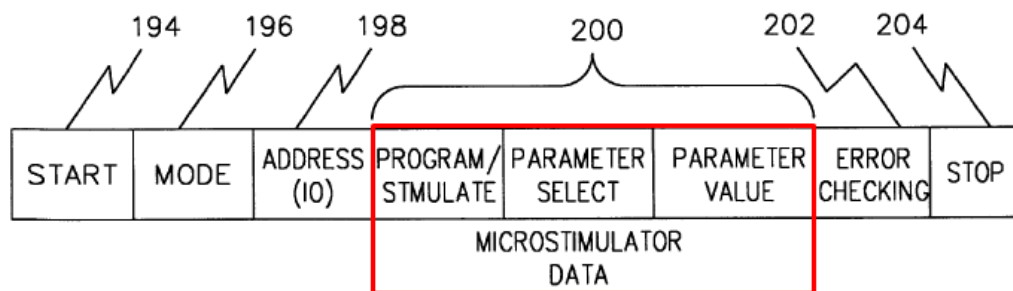 194 196 198 200 202 204
START MODE ADDRESS (10) PROGRAM/ STMULATE PARAMETER SELECT PARAMETER VALUE ERROR CHECKING STOP
MICROSTIMULATOR
DATA